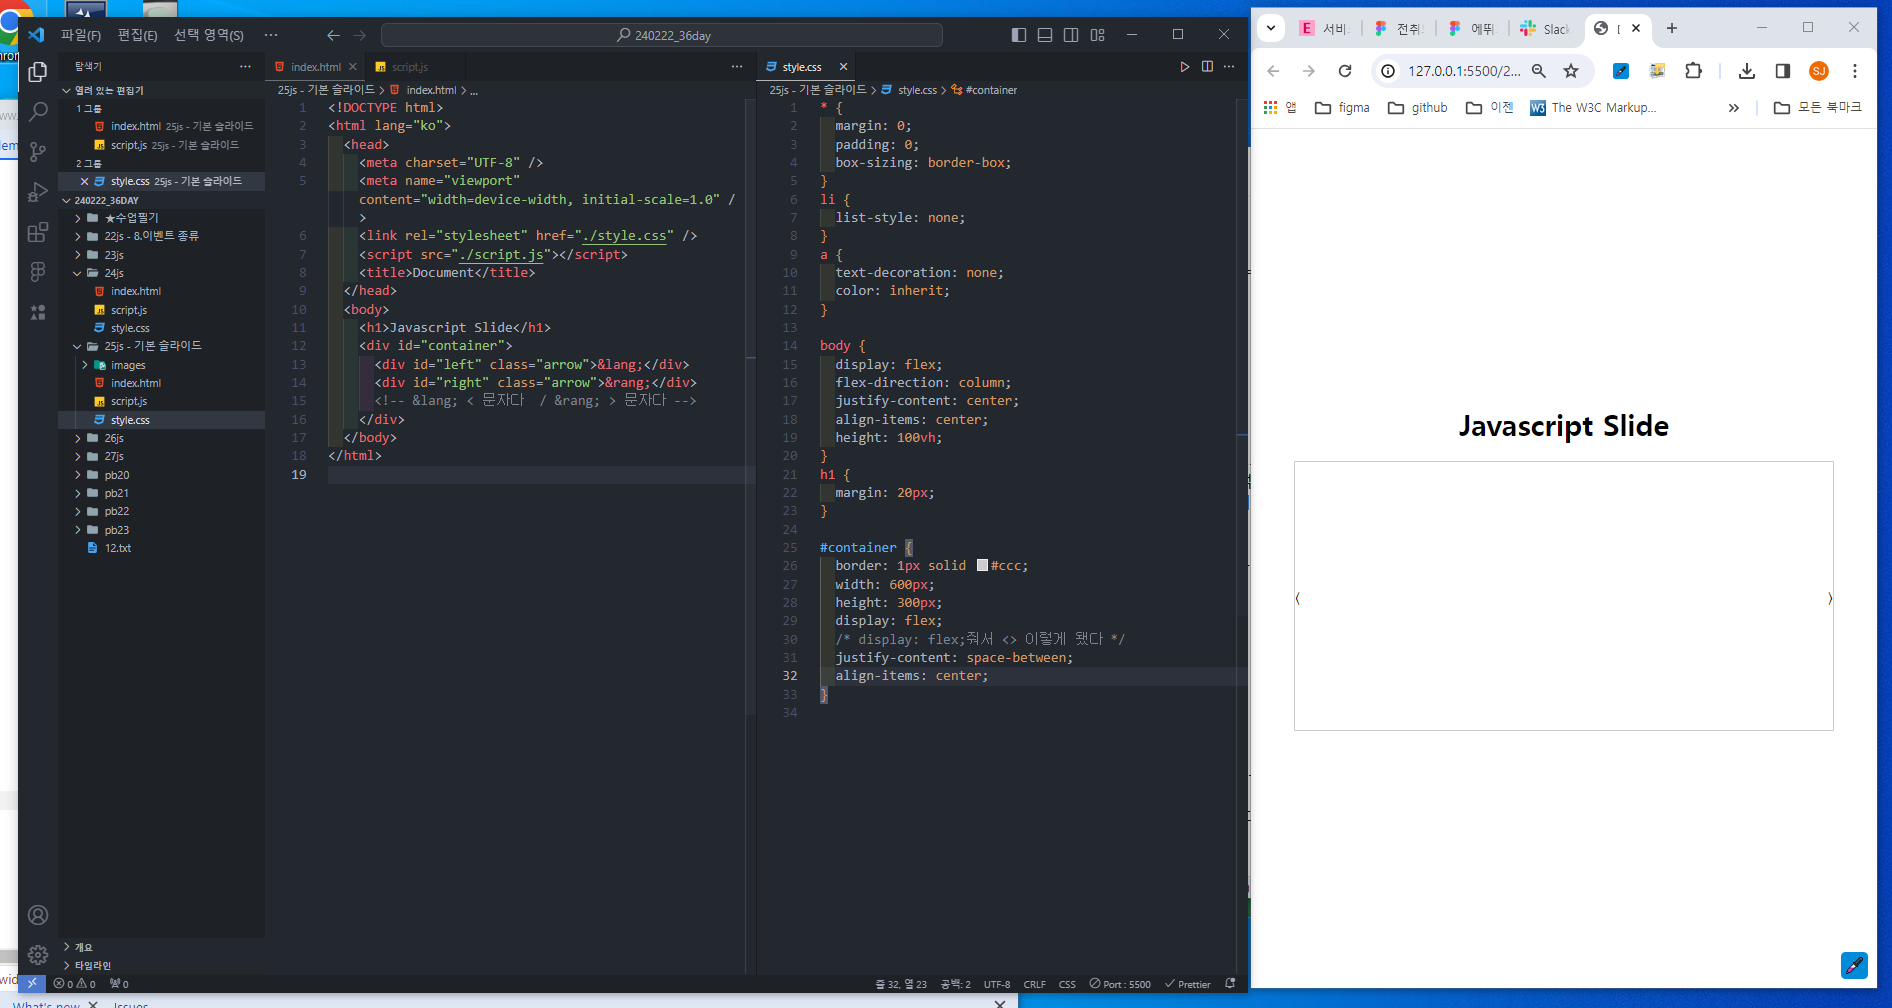 파일(F) 편집(E) 선택 영역(S) ··· 240222_36day
탐색기 ···
열려 있는 편집기
1 그룹
index.html 25js - 기본 슬라이드
script.js 25js - 기본 슬라이드
2 그룹
style.css 25js - 기본 슬라이드
240222_36DAY
★수업필기
22js - 8.이벤트 종류
23js
24js
index.html
script.js
style.css
25js - 기본 슬라이드
images
index.html
script.js
style.css
26js
27js
pb20
pb21
pb22
pb23
12.txt
개요
타임라인
index.html script.js ···
25js - 기본 슬라이드 > index.html > ...
1 <!DOCTYPE html>
2 <html lang="ko">
3 <head>
4 <meta charset="UTF-8" />
5 <meta name="viewport"
content="width=device-width, initial-scale=1.0" /
>
6 <link rel="stylesheet" href="./style.css" />
7 <script src="./script.js"></script>
8 <title>Document</title>
9 </head>
10 <body>
11 <h1>Javascript Slide</h1>
12 <div id="container">
13 <div id="left" class="arrow">&lang;</div>
14 <div id="right" class="arrow">&rang;</div>
15 <!-- &lang; < 문자다  / &rang; > 문자다 -->
16 </div>
17 </body>
18 </html>
19
style.css ···
25js - 기본 슬라이드 > style.css > #container
1 * {
2 margin: 0;
3 padding: 0;
4 box-sizing: border-box;
5 }
6 li {
7 list-style: none;
8 }
9 a {
10 text-decoration: none;
11 color: inherit;
12 }
13
14 body {
15 display: flex;
16 flex-direction: column;
17 justify-content: center;
18 align-items: center;
19 height: 100vh;
20 }
21 h1 {
22 margin: 20px;
23 }
24
25 #container {
26 border: 1px solid #ccc;
27 width: 600px;
28 height: 300px;
29 display: flex;
30 /* display: flex;줘서 <> 이렇게 됐다 */
31 justify-content: space-between;
32 align-items: center;
33 }
34
0 0 0 줄 32, 열 23 공백: 2 UTF-8 CRLF CSS Port : 5500 Prettier
What's new Issues
E 서비 전취 에뛰 Slack
127.0.0.1:5500/2... SJ
앱 figma github 이젠 W3 The W3C Markup... » 모든 북마크
Javascript Slide
〈 〉